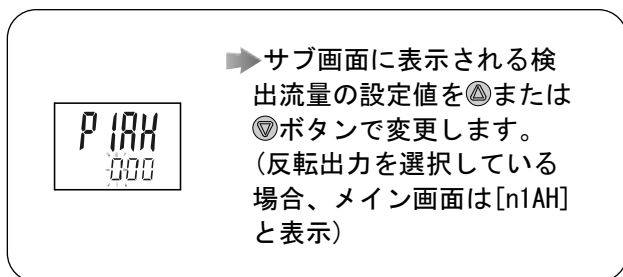 P1AH
000
サブ画面に表示される検
出流量の設定値を△または
▽ボタンで変更します。
(反転出力を選択している
場合、メイン画面は[n1AH]
と表示)